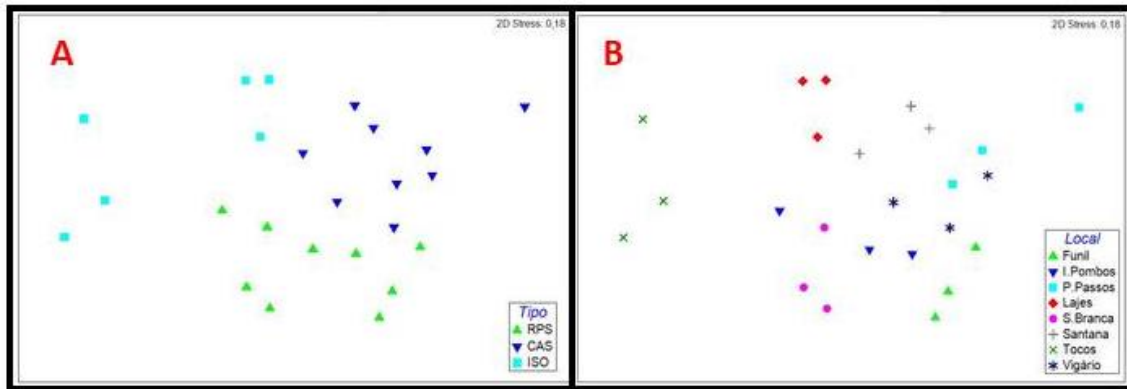 2D Stress: 0,18
A
Tipo
RPS
CAS
ISO
2D Stress: 0,18
B
Local
Funil
I.Pombos
P.Passos
Lajes
S.Branca
Santana
Tocos
Vigário